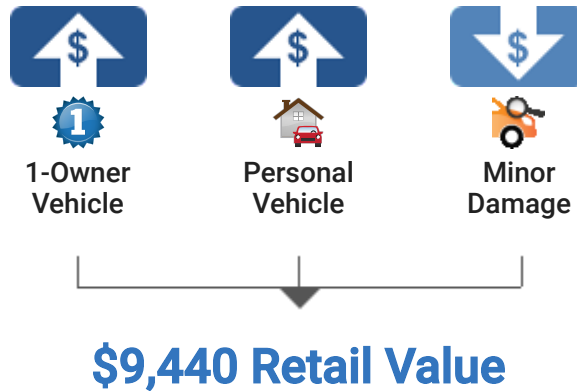 $ $ $
1
1-Owner Personal Minor
Vehicle Vehicle Damage
$9,440 Retail Value